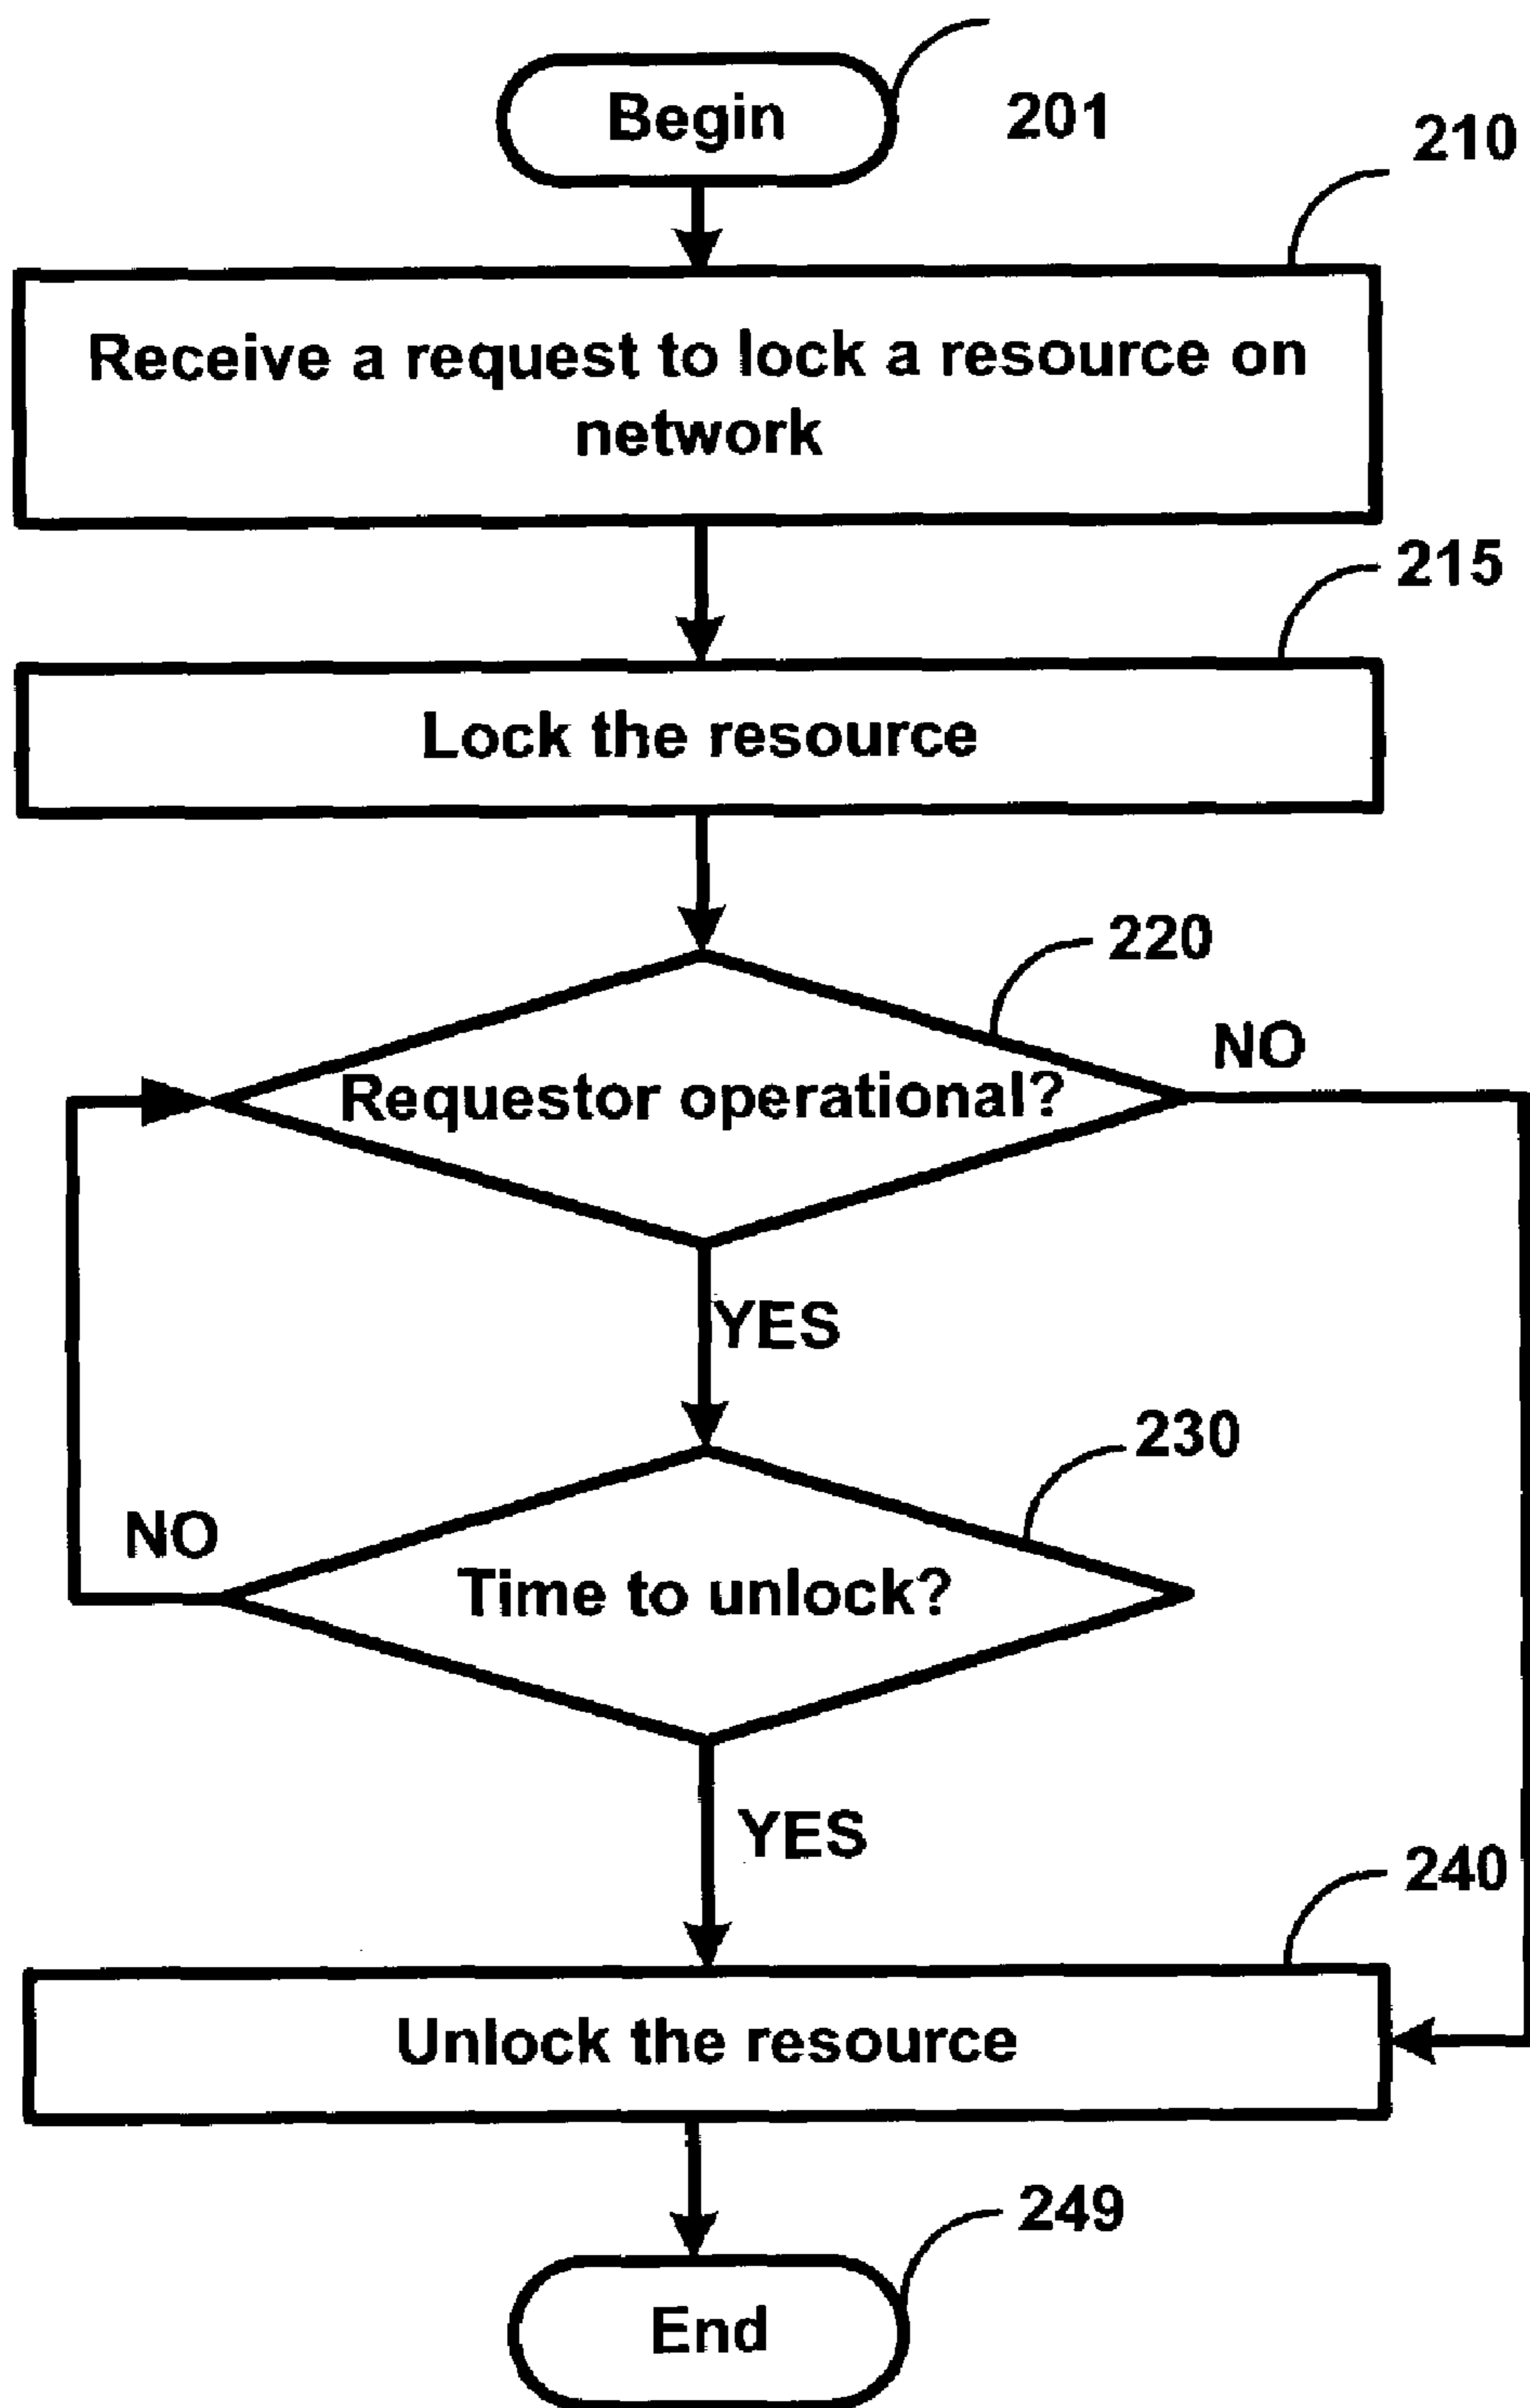 Begin
201
210
Receive a request to lock a resource on
network
215
Lock the resource
220
NO
Requestor operational?
YES
230
NO
Time to unlock?
YES
240
Unlock the resource
249
End